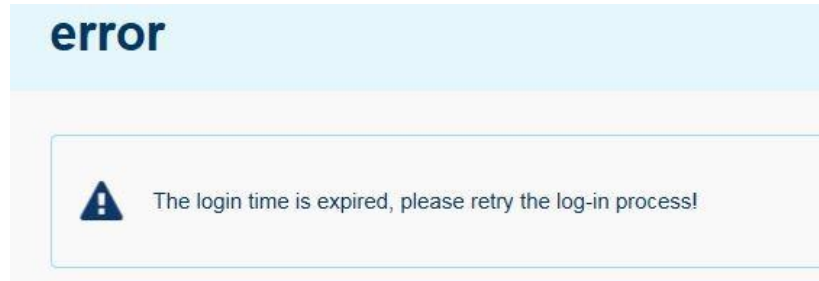 error
The login time is expired, please retry the log-in process!